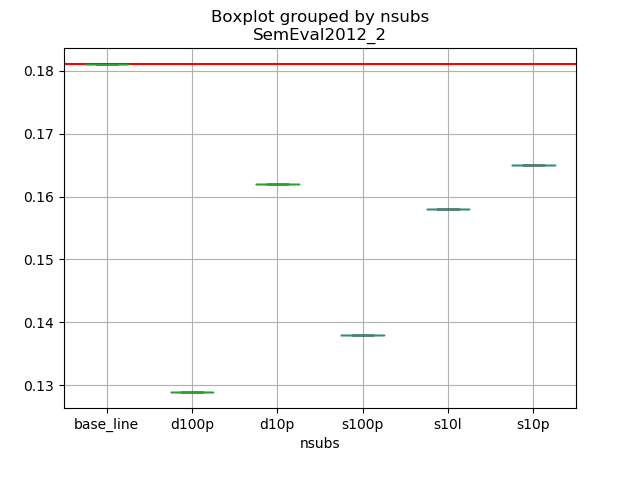 Boxplot grouped by nsubs
SemEval2012_2
0.18
0.17
0.16
0.15
0.14
0.13
base_line d100p d10p s100p s10l s10p
nsubs